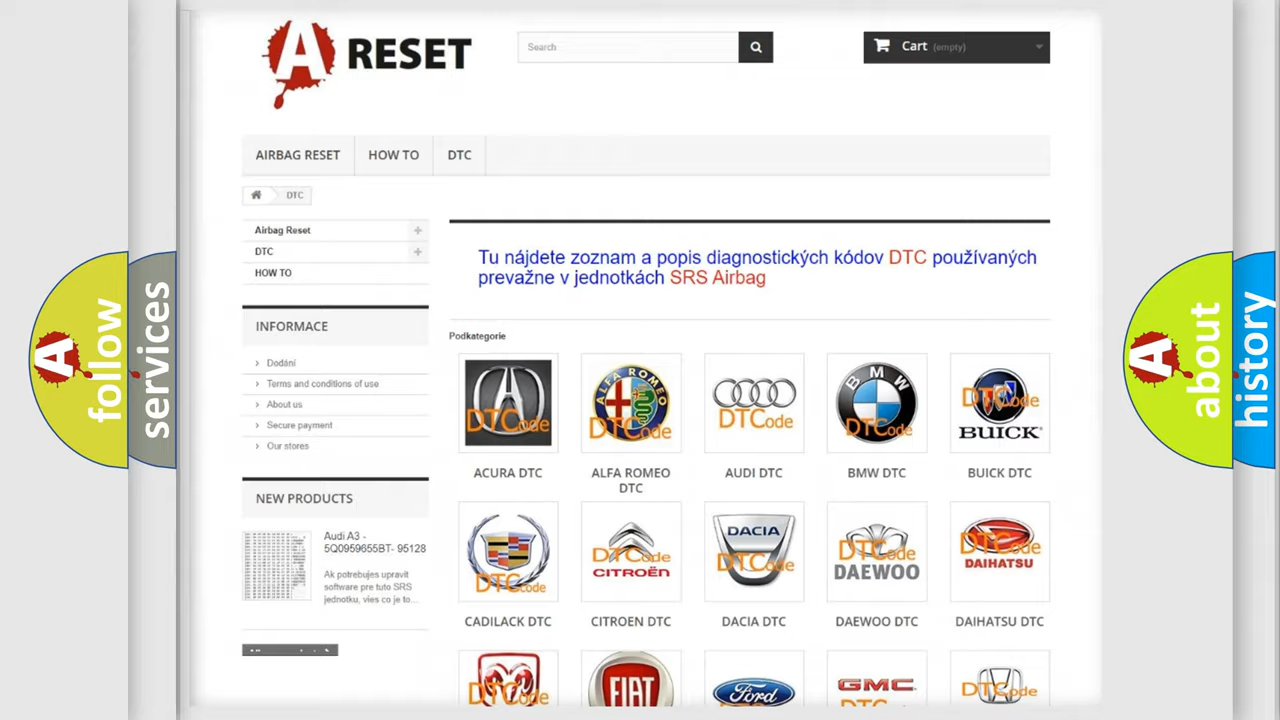 A RESET
Search
Cart (empty)
AIRBAG RESET
HOW TO
DTC
DTC
Airbag Reset
DTC
HOW TO
INFORMACE
Dodání
Terms and conditions of use
About us
Secure payment
Our stores
NEW PRODUCTS
Audi A3 -
5Q0959655BT- 95128
Ak potrebujes upravit
software pre tuto SRS
jednotku, vies co je to...
Tu nájdete zoznam a popis diagnostických kódov DTC používaných
prevažne v jednotkách SRS Airbag
Podkategorie
DTCode
ALFA ROMEO
DTCode
DTCode
BMW
DTCode
DTCode
BUICK
ACURA DTC
ALFA ROMEO
DTC
AUDI DTC
BMW DTC
BUICK DTC
DTCode
DTCode
CITROËN
DACIA
DTCode
DTCode
DAEWOO
DTCode
DAIHATSU
CADILACK DTC
CITROEN DTC
DACIA DTC
DAEWOO DTC
DAIHATSU DTC
DTCode
FIAT
Ford
GMC
DTCode
A follow
services
A about
history